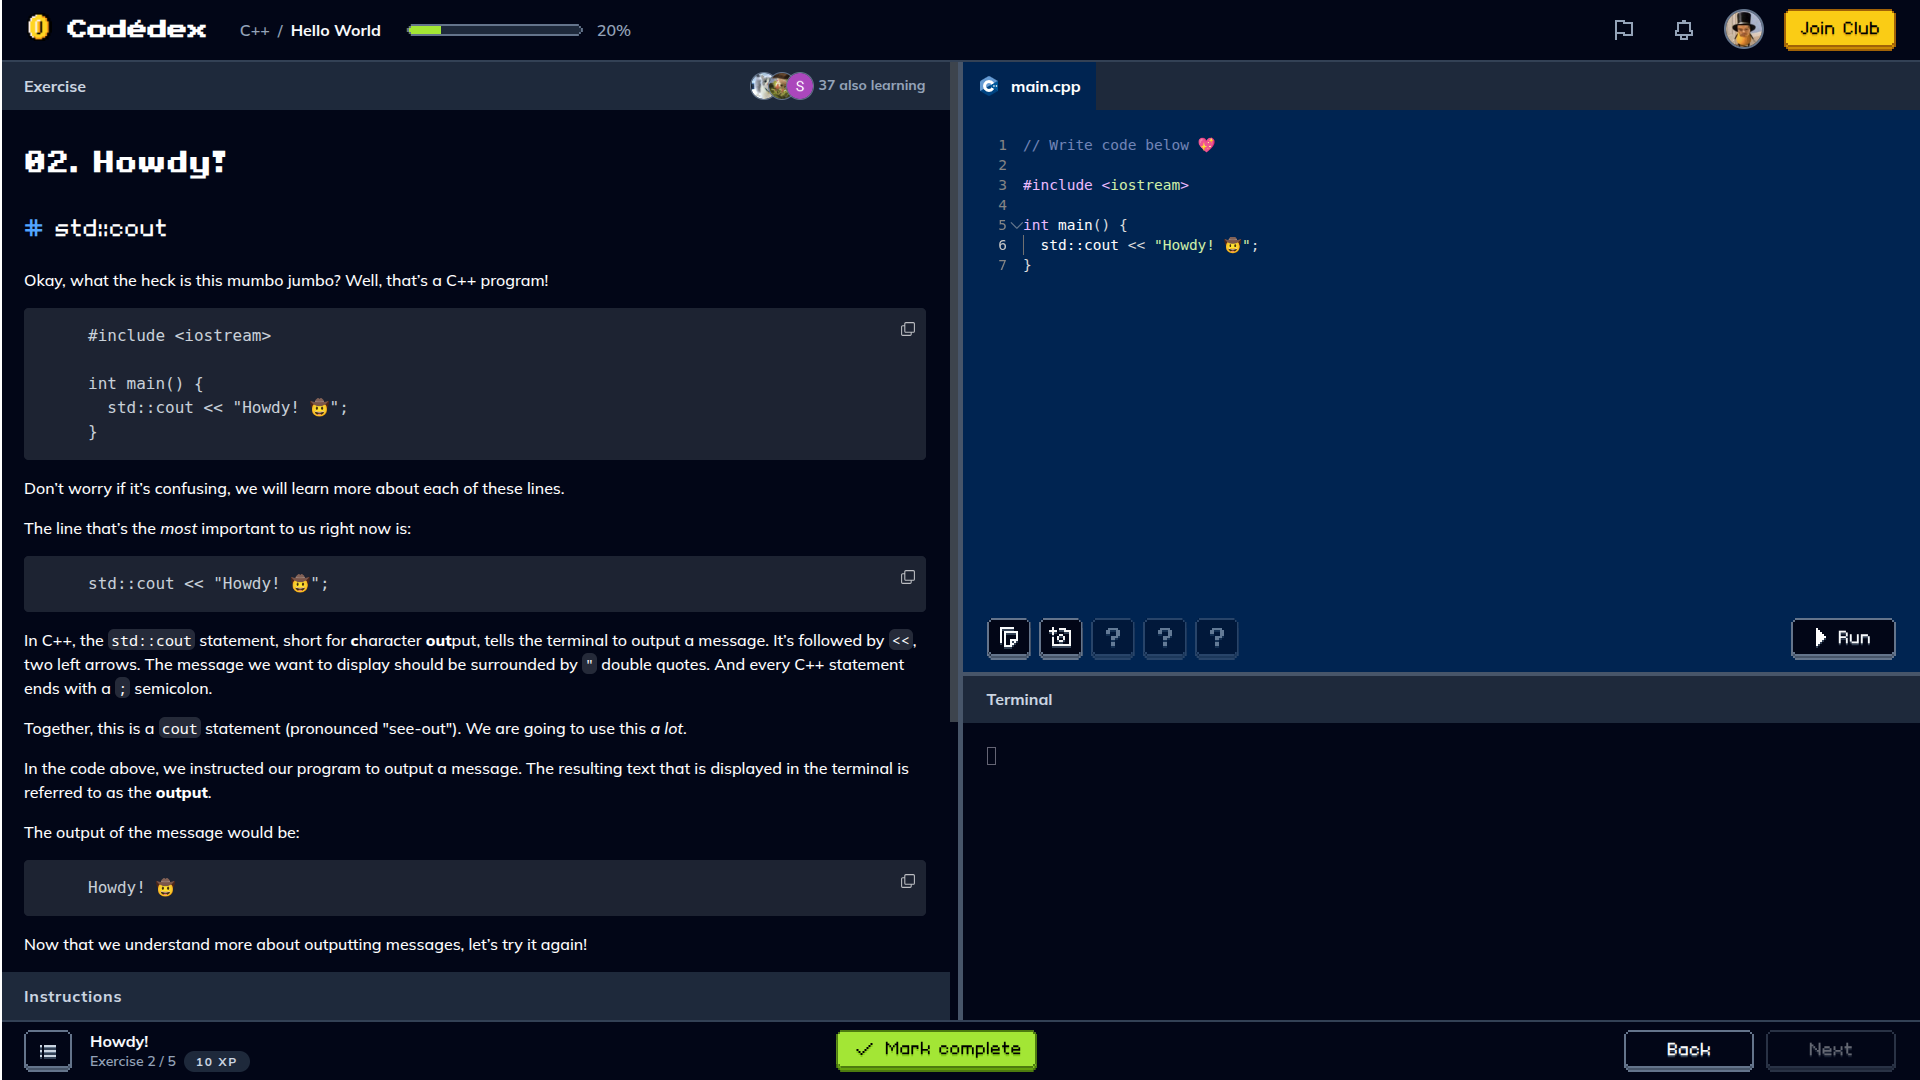 Codédex
C++ / Hello World
20%
Join Club
Exercise
S
37 also learning
02. Howdy!
# std::cout
Okay, what the heck is this mumbo jumbo? Well, that's a C++ program!
#include <iostream>
int main() {
std::cout << "Howdy! 🤠";
}
Don't worry if it's confusing, we will learn more about each of these lines.
The line that's the most important to us right now is:
std::cout << "Howdy! 🤠";
In C++, the std::cout statement, short for character output, tells the terminal to output a message. It's followed by <<,
two left arrows. The message we want to display should be surrounded by " double quotes. And every C++ statement
ends with a ; semicolon.
Together, this is a cout statement (pronounced "see-out"). We are going to use this a lot.
In the code above, we instructed our program to output a message. The resulting text that is displayed in the terminal is
referred to as the output.
The output of the message would be:
Howdy! 🤠
Now that we understand more about outputting messages, let's try it again!
Instructions
main.cpp
1 // Write code below 💖
2
3 #include <iostream>
4
5 int main() {
6 std::cout << "Howdy! 🤠";
7 }
? ? ?
Run
Terminal
Howdy!
Exercise 2 / 5 10 XP
Mark complete
Back
Next